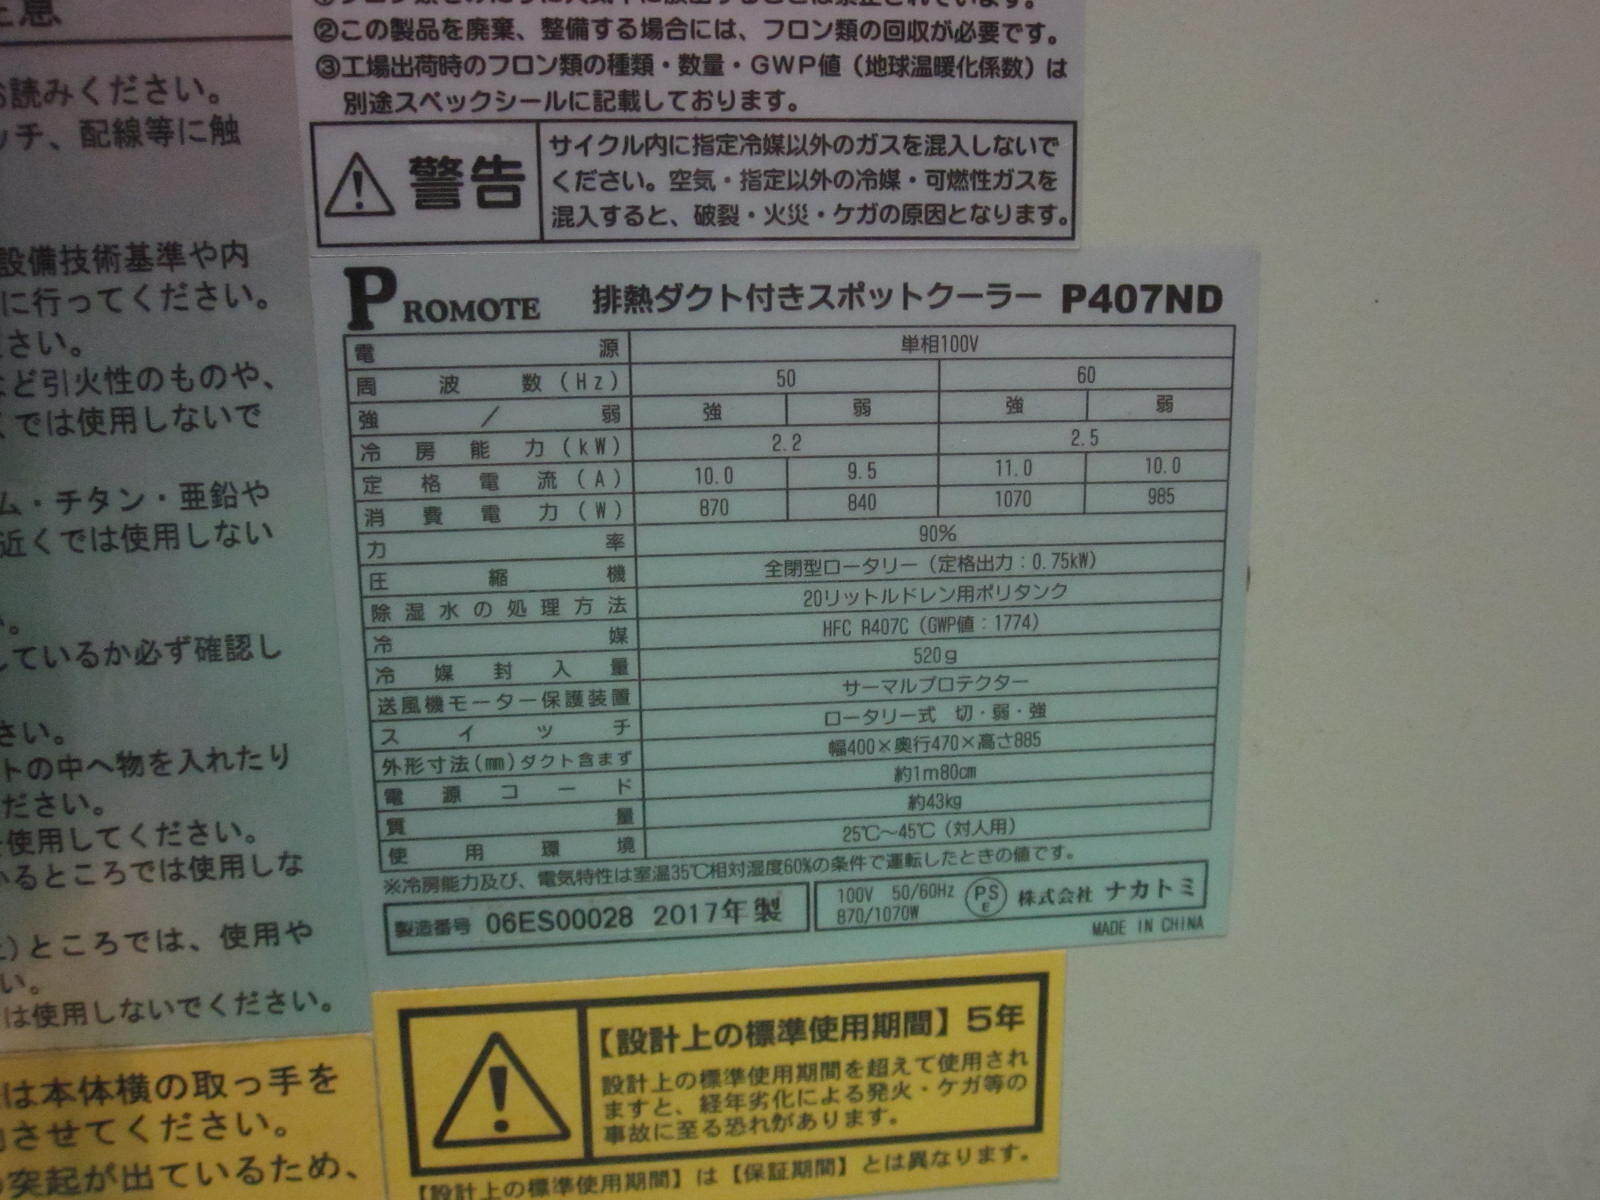 注意
お読みください。
ッチ、配線等に触
設備技術基準や内
に行ってください。
ださい。
など引火性のものや、
くでは使用しないで
ム・チタン・亜鉛や
近くでは使用しない
い。
しているか必ず確認し
さい。
トの中へ物を入れたり
ださい。
使用してください。
かるところでは使用しな
)ところでは、使用や
い。
は使用しないでください。
は本体横の取っ手を
させてください。
突起が出ているため、
②この製品を廃棄、整備する場合には、フロン類の回収が必要です。
③工場出荷時のフロン類の種類・数量・GWP値（地球温暖化係数）は
別途スペックシールに記載しております。
警告
サイクル内に指定冷媒以外のガスを混入しないで
ください。空気・指定以外の冷媒・可燃性ガスを
混入すると、破裂・火災・ケガの原因となります。
PROMOTE 排熱ダクト付きスポットクーラー P407ND
電源 単相100V
周波数(Hz) 50 60
強／弱 強 弱 強 弱
冷房能力(kW) 2.2 2.5
定格電流(A) 10.0 9.5 11.0 10.0
消費電力(W) 870 840 1070 985
力率 90%
圧縮機 全閉型ロータリー（定格出力：0.75kW）
除湿水の処理方法 20リットルドレン用ポリタンク
冷媒 HFC R407C（GWP値：1774）
冷媒封入量 520g
送風機モーター保護装置 サーマルプロテクター
スイッチ ロータリー式 切・弱・強
外形寸法(mm)ダクト含まず 幅400×奥行470×高さ885
電源コード 約1m80cm
質量 約43kg
使用環境 25℃～45℃（対人用）
※冷房能力及び、電気特性は室温35℃相対湿度60%の条件で運転したときの値です。
製造番号 06ES00028 2017年製
100V 50/60Hz
870/1070W
PS
E
株式会社 ナカトミ
MADE IN CHINA
【設計上の標準使用期間】5年
設計上の標準使用期間を超えて使用され
ますと、経年劣化による発火・ケガ等の
事故に至る恐れがあります。
【設計上の標準使用期間】は【保証期間】とは異なります。